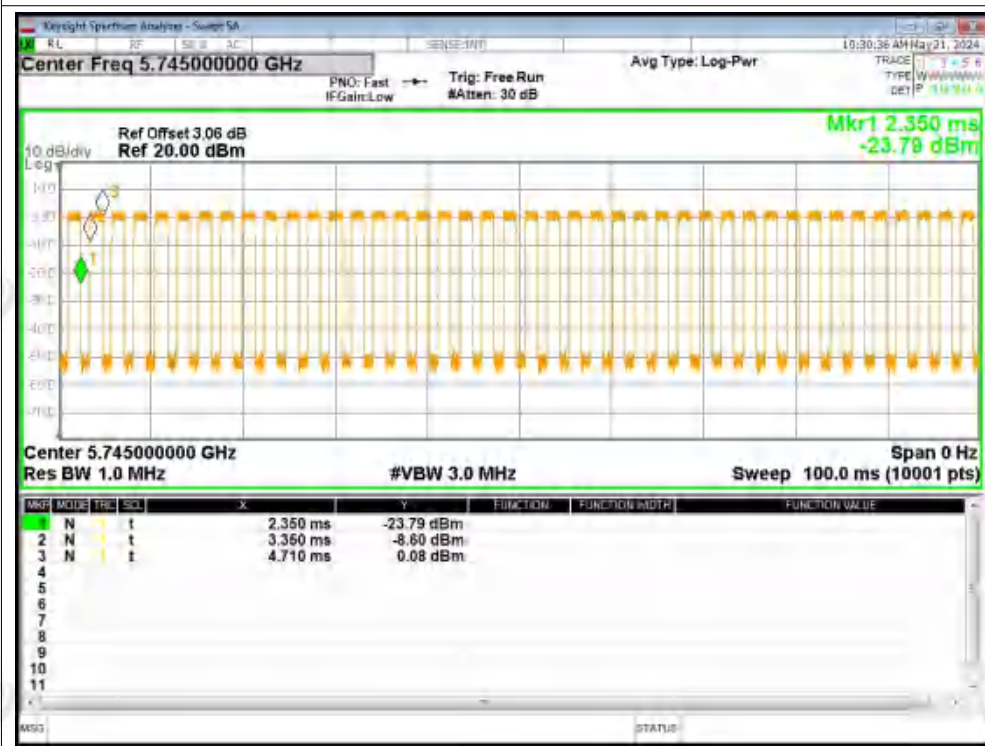 Keysight Spectrum Analyzer - Swept SA
RL RF AC SENSE:INT 10:30:36 AM May 21, 2024
Center Freq 5.745000000 GHz Avg Type: Log-Pwr TRACE
PNO: Fast Trig: Free Run TYPE
IFGain:Low #Atten: 30 dB DET P
Mkr1 2.350 ms
Ref Offset 3.06 dB
10 dB/div Ref 20.00 dBm -23.79 dBm
Log
3
1
Center 5.745000000 GHz Span 0 Hz
Res BW 1.0 MHz #VBW 3.0 MHz Sweep 100.0 ms (10001 pts)
MKR MODE TRC SCL X Y FUNCTION FUNCTION WIDTH FUNCTION VALUE
1 N 1 t 2.350 ms -23.79 dBm
2 N 1 t 3.350 ms -8.60 dBm
3 N 1 t 4.710 ms 0.08 dBm
4
5
6
7
8
9
10
11
MSG STATUS